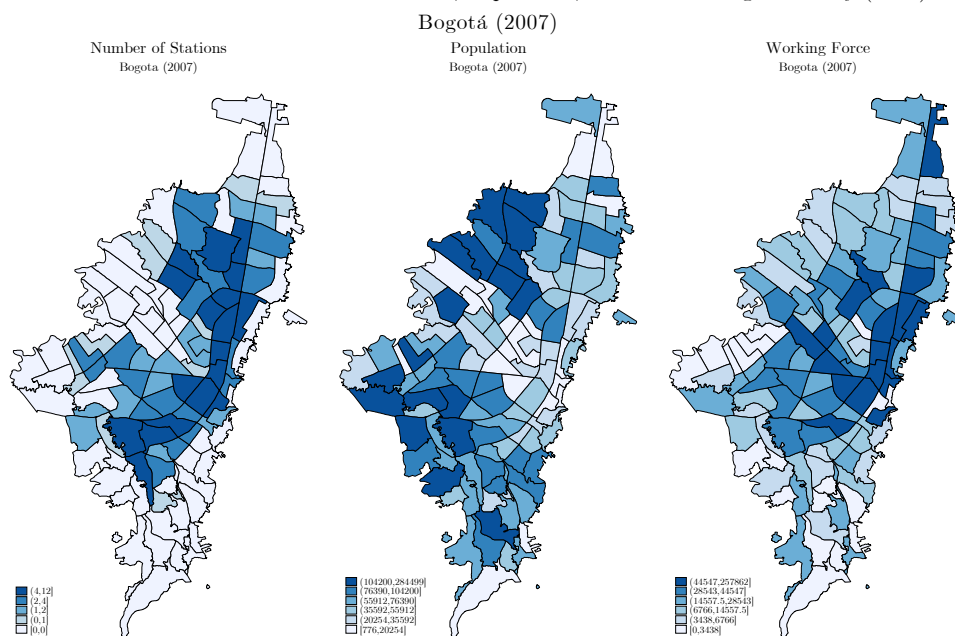 Bogotá (2007)
Number of Stations
Bogota (2007)
(4,12]
(2,4]
(1,2]
(0,1]
[0,0]
Population
Bogota (2007)
(104200,284499]
(76390,104200]
(55912,76390]
(35592,55912]
(20254,35592]
[776,20254]
Working Force
Bogota (2007)
(44547,257862]
(28543,44547]
(14557.5,28543]
(6766,14557.5]
(3438,6766]
[0,3438]